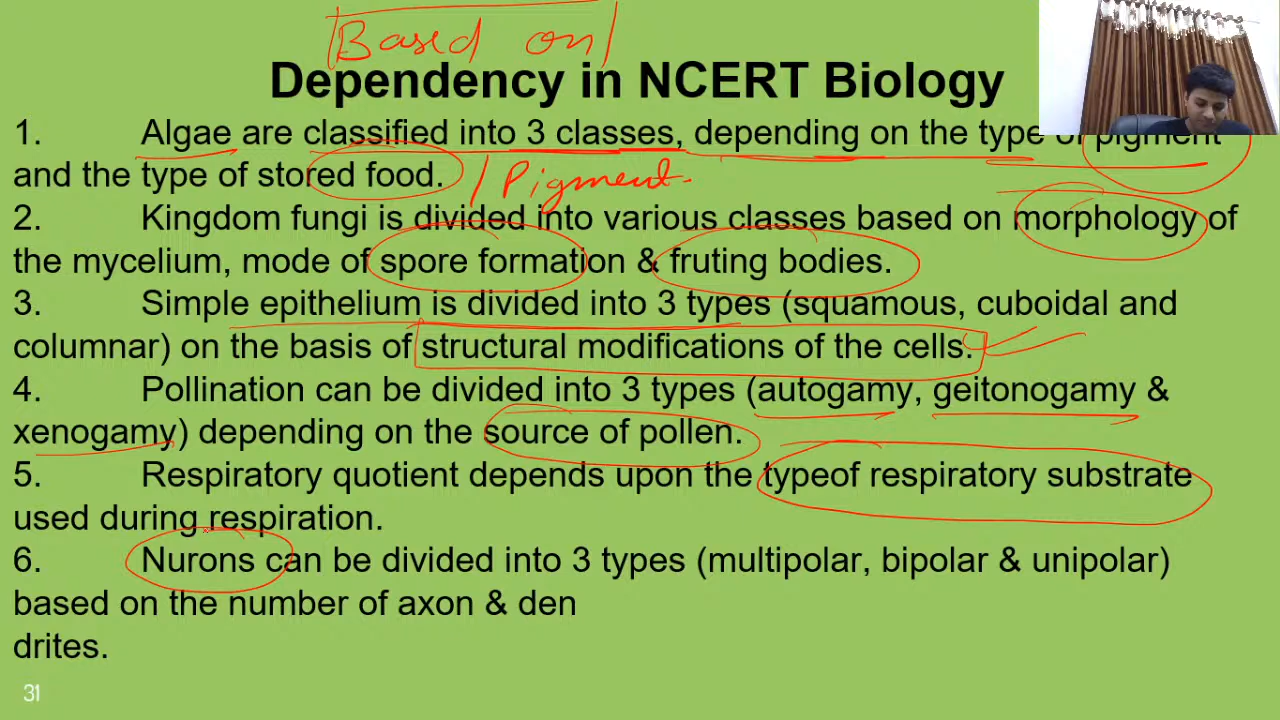 Based on
Dependency in NCERT Biology
1. Algae are classified into 3 classes, depending on the type of pigment
and the type of stored food. / Pigment.
2. Kingdom fungi is divided into various classes based on morphology of
the mycelium, mode of spore formation & fruting bodies.
3. Simple epithelium is divided into 3 types (squamous, cuboidal and
columnar) on the basis of structural modifications of the cells.
4. Pollination can be divided into 3 types (autogamy, geitonogamy &
xenogamy) depending on the source of pollen.
5. Respiratory quotient depends upon the typeof respiratory substrate
used during respiration.
6. Nurons can be divided into 3 types (multipolar, bipolar & unipolar)
based on the number of axon & den
drites.
31